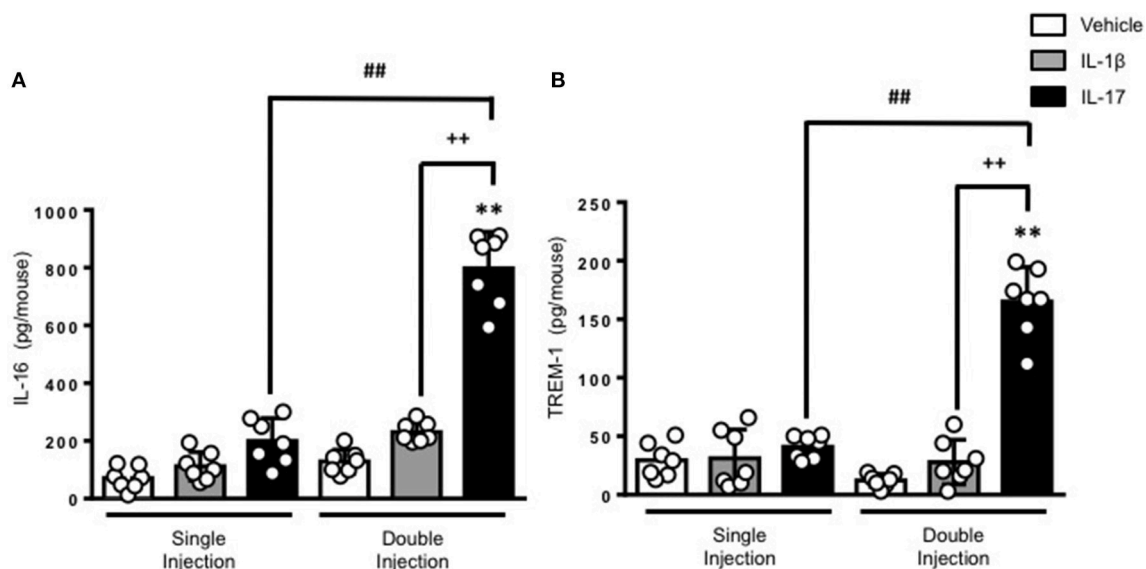 Vehicle
IL-1β
IL-17
A
##
++
**
IL-16 (pg/mouse)
1000
800
600
400
200
0
Single
Injection
Double
Injection
B
##
++
**
TREM-1 (pg/mouse)
250
200
150
100
50
0
Single
Injection
Double
Injection